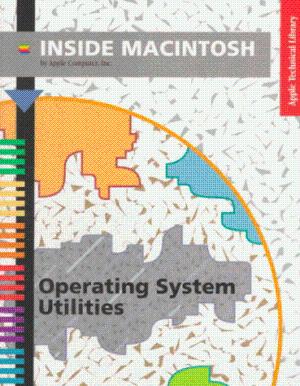 INSIDE MACINTOSH
by Apple Computer, Inc.
Apple Technical Library
Operating System
Utilities